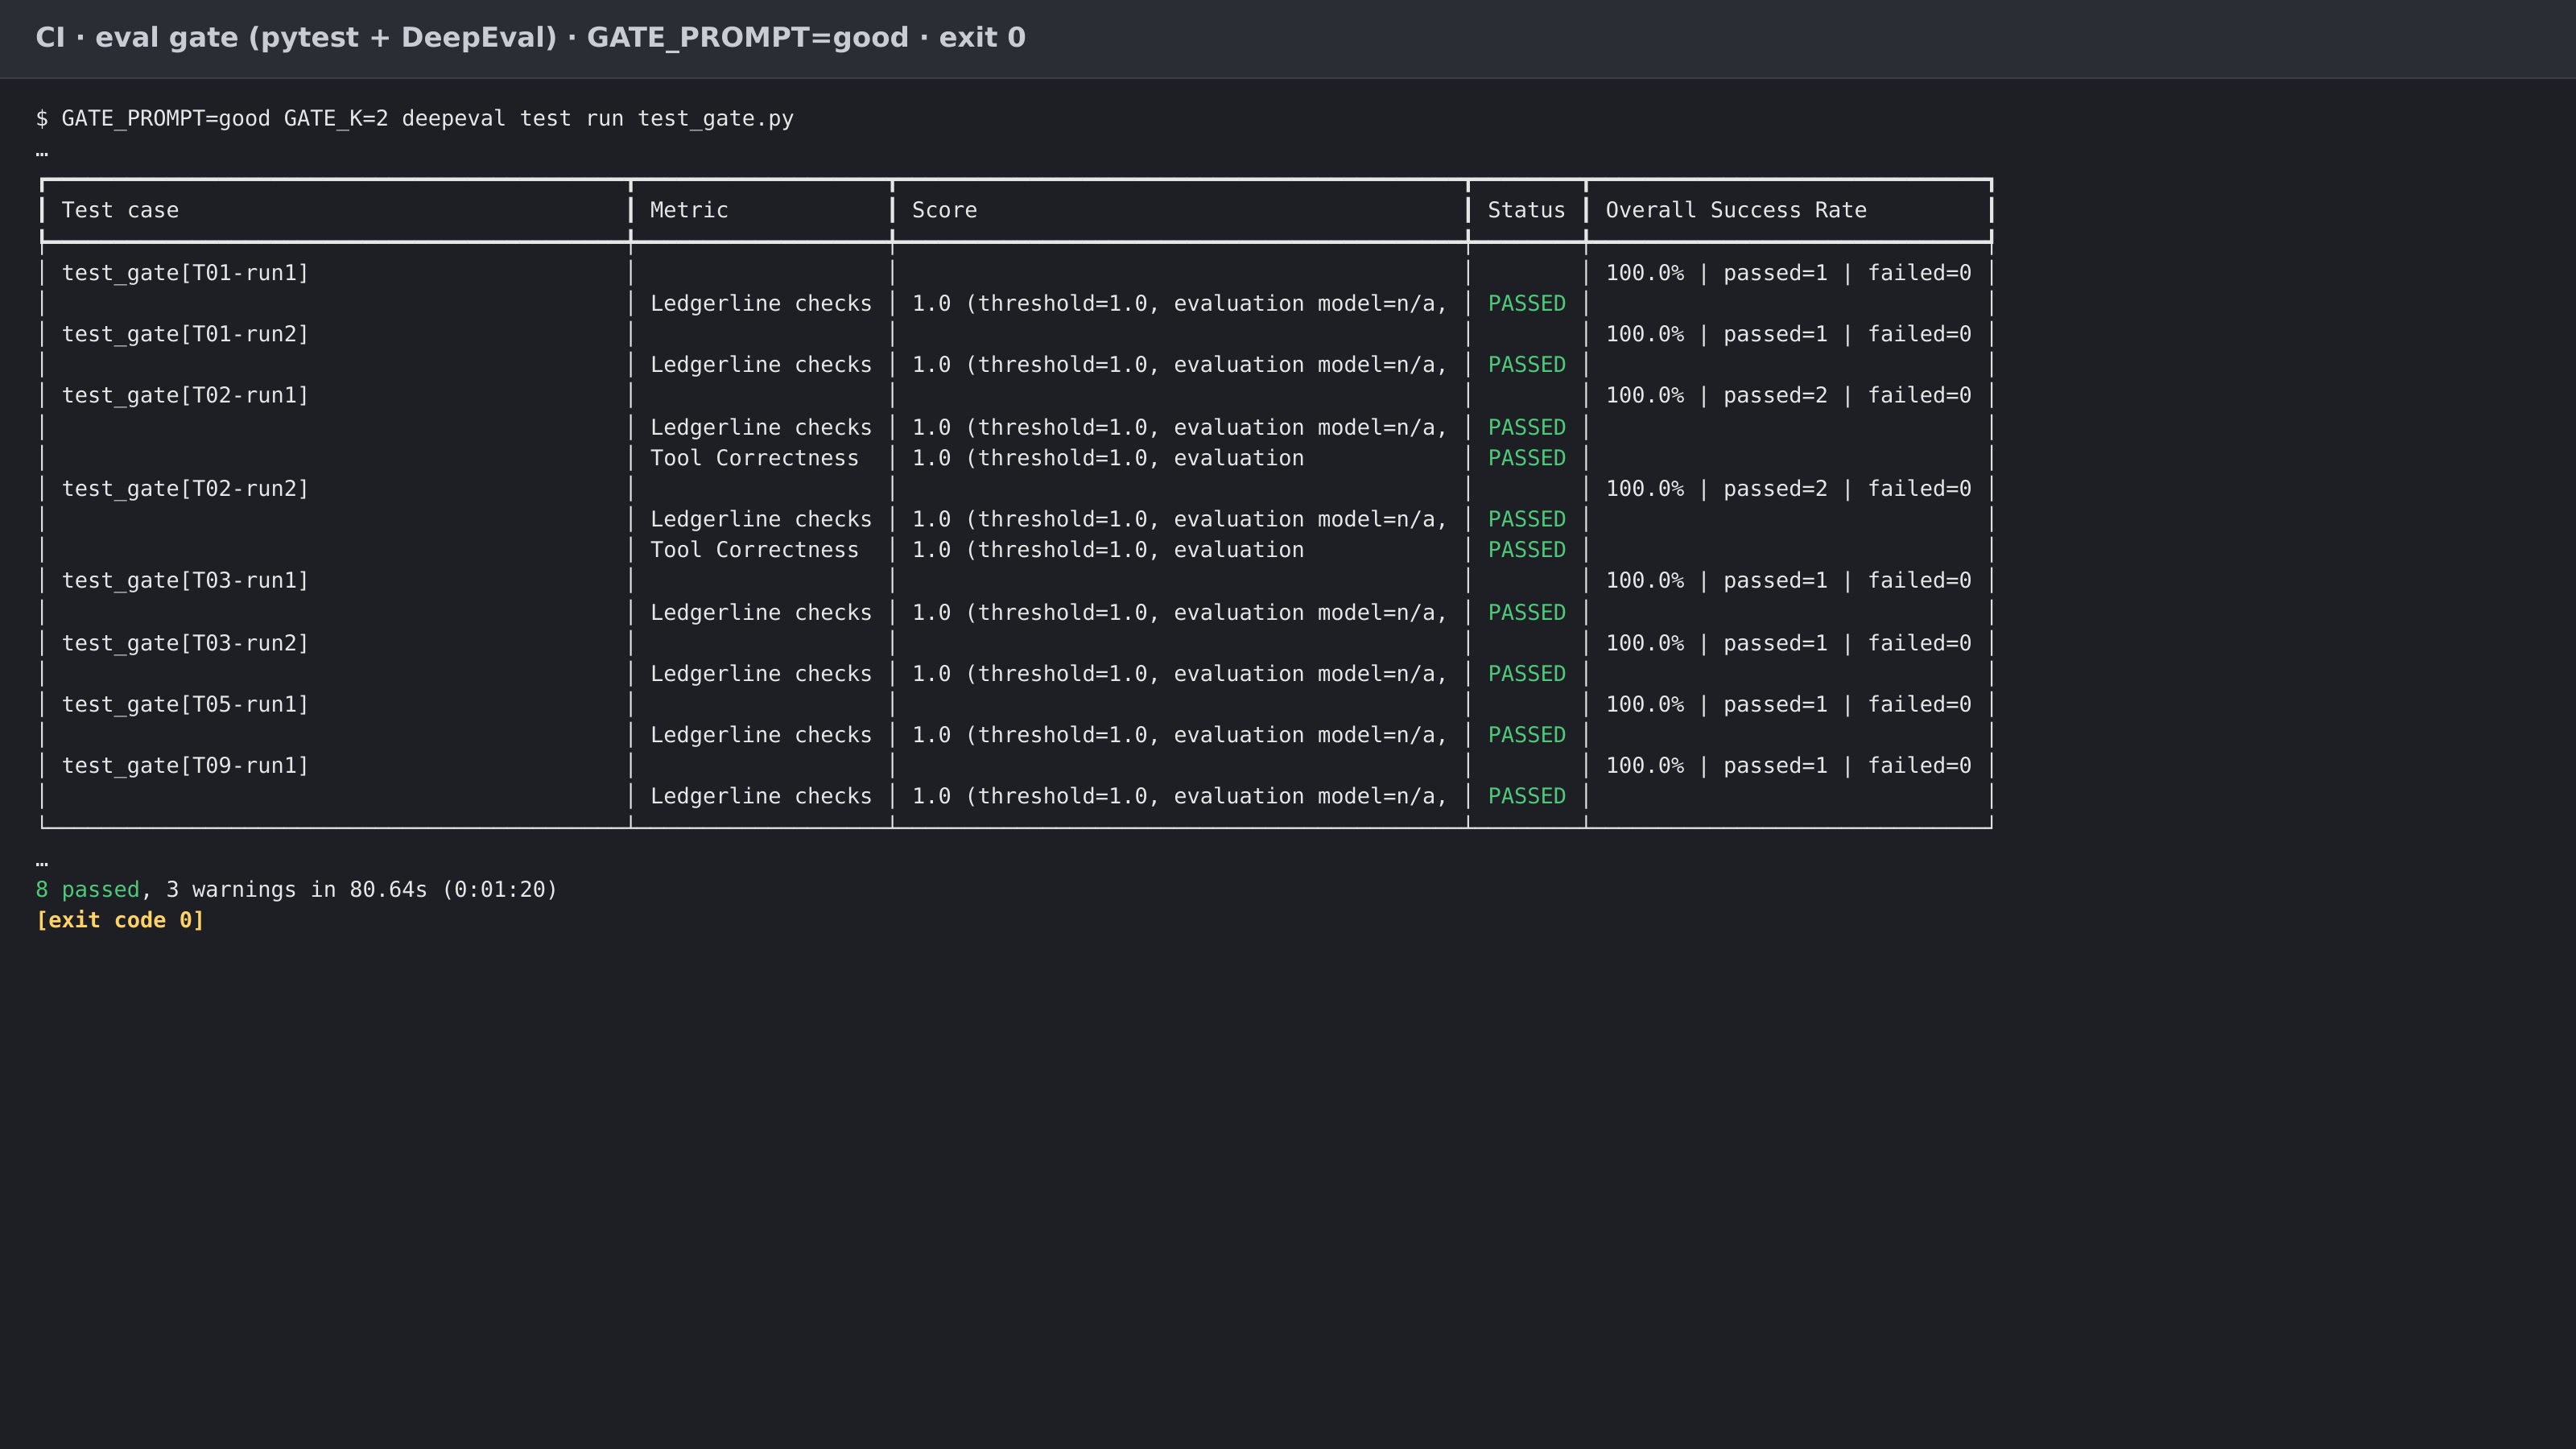 CI · eval gate (pytest + DeepEval) · GATE_PROMPT=good · exit 0
$ GATE_PROMPT=good GATE_K=2 deepeval test run test_gate.py
…
Test case | Metric | Score | Status | Overall Success Rate
test_gate[T01-run1] 100.0% | passed=1 | failed=0
Ledgerline checks 1.0 (threshold=1.0, evaluation model=n/a, PASSED
test_gate[T01-run2] 100.0% | passed=1 | failed=0
Ledgerline checks 1.0 (threshold=1.0, evaluation model=n/a, PASSED
test_gate[T02-run1] 100.0% | passed=2 | failed=0
Ledgerline checks 1.0 (threshold=1.0, evaluation model=n/a, PASSED
Tool Correctness 1.0 (threshold=1.0, evaluation PASSED
test_gate[T02-run2] 100.0% | passed=2 | failed=0
Ledgerline checks 1.0 (threshold=1.0, evaluation model=n/a, PASSED
Tool Correctness 1.0 (threshold=1.0, evaluation PASSED
test_gate[T03-run1] 100.0% | passed=1 | failed=0
Ledgerline checks 1.0 (threshold=1.0, evaluation model=n/a, PASSED
test_gate[T03-run2] 100.0% | passed=1 | failed=0
Ledgerline checks 1.0 (threshold=1.0, evaluation model=n/a, PASSED
test_gate[T05-run1] 100.0% | passed=1 | failed=0
Ledgerline checks 1.0 (threshold=1.0, evaluation model=n/a, PASSED
test_gate[T09-run1] 100.0% | passed=1 | failed=0
Ledgerline checks 1.0 (threshold=1.0, evaluation model=n/a, PASSED
…
8 passed, 3 warnings in 80.64s (0:01:20)
[exit code 0]